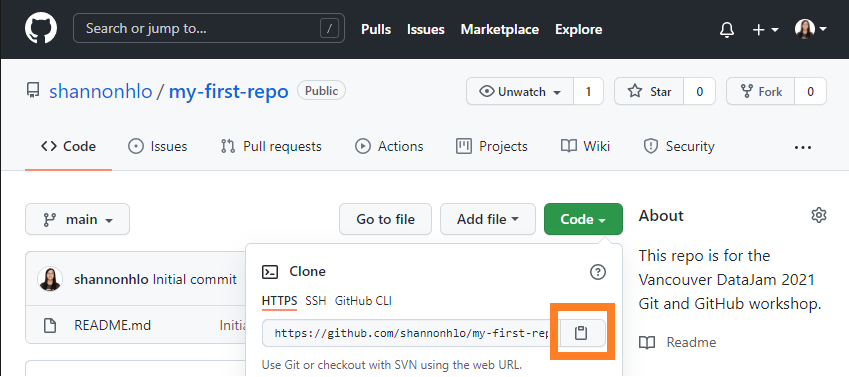 Search or jump to... / Pulls Issues Marketplace Explore
shannonhlo / my-first-repo Public Unwatch 1 Star 0 Fork 0
Code Issues Pull requests Actions Projects Wiki Security
main Go to file Add file Code About
This repo is for the
Vancouver DataJam 2021
Git and GitHub workshop.
Readme
shannonhlo Initial commit
README.md Initia
Clone
HTTPS SSH GitHub CLI
https://github.com/shannonhlo/my-first-rep
Use Git or checkout with SVN using the web URL.